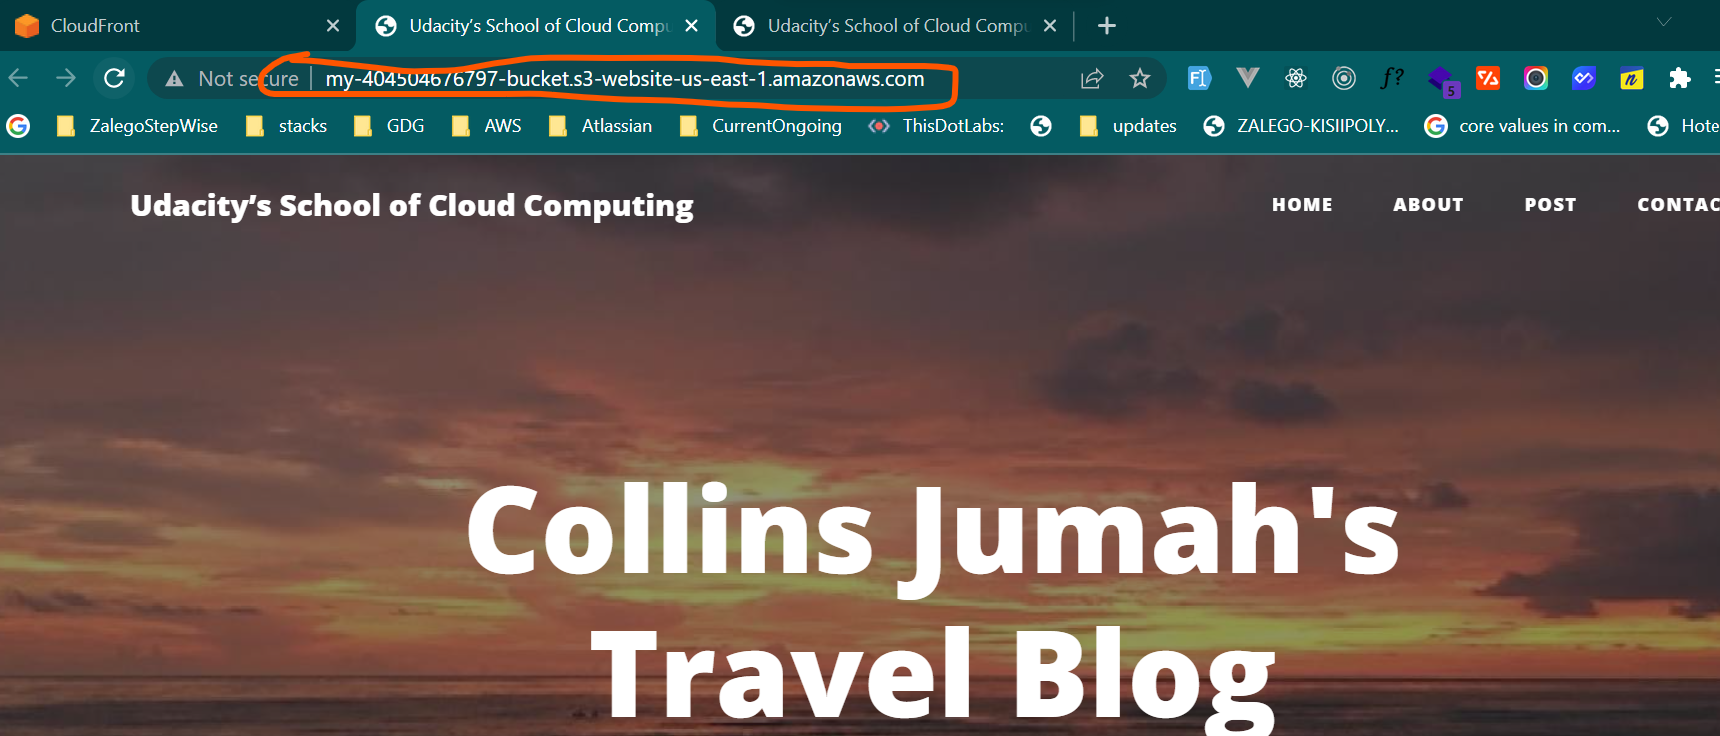 CloudFront
Udacity’s School of Cloud Compu
Udacity’s School of Cloud Compu
Not secure
my-404504676797-bucket.s3-website-us-east-1.amazonaws.com
5
ZalegoStepWise stacks GDG AWS Atlassian CurrentOngoing ThisDotLabs: updates ZALEGO-KISIIPOLY... core values in com... Hote
Udacity’s School of Cloud Computing
HOME ABOUT POST CONTAC
Collins Jumah's
Travel Blog